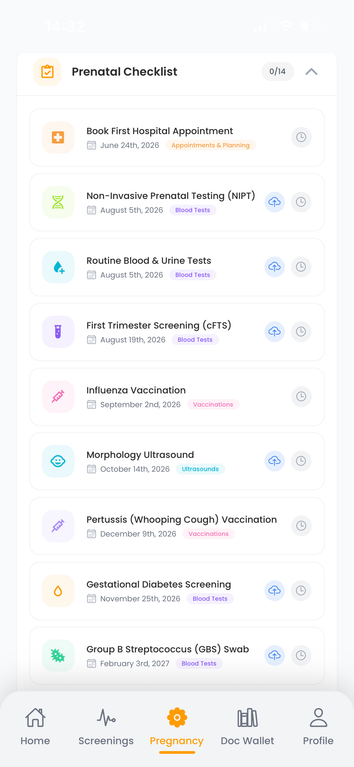 14:32
Prenatal Checklist 0/14
Book First Hospital Appointment
June 24th, 2026 Appointments & Planning
Non-Invasive Prenatal Testing (NIPT)
August 5th, 2026 Blood Tests
Routine Blood & Urine Tests
August 5th, 2026 Blood Tests
First Trimester Screening (cFTS)
August 19th, 2026 Blood Tests
Influenza Vaccination
September 2nd, 2026 Vaccinations
Morphology Ultrasound
October 14th, 2026 Ultrasounds
Pertussis (Whooping Cough) Vaccination
December 9th, 2026 Vaccinations
Gestational Diabetes Screening
November 25th, 2026 Blood Tests
Group B Streptococcus (GBS) Swab
February 3rd, 2027 Blood Tests
Home Screenings Pregnancy Doc Wallet Profile